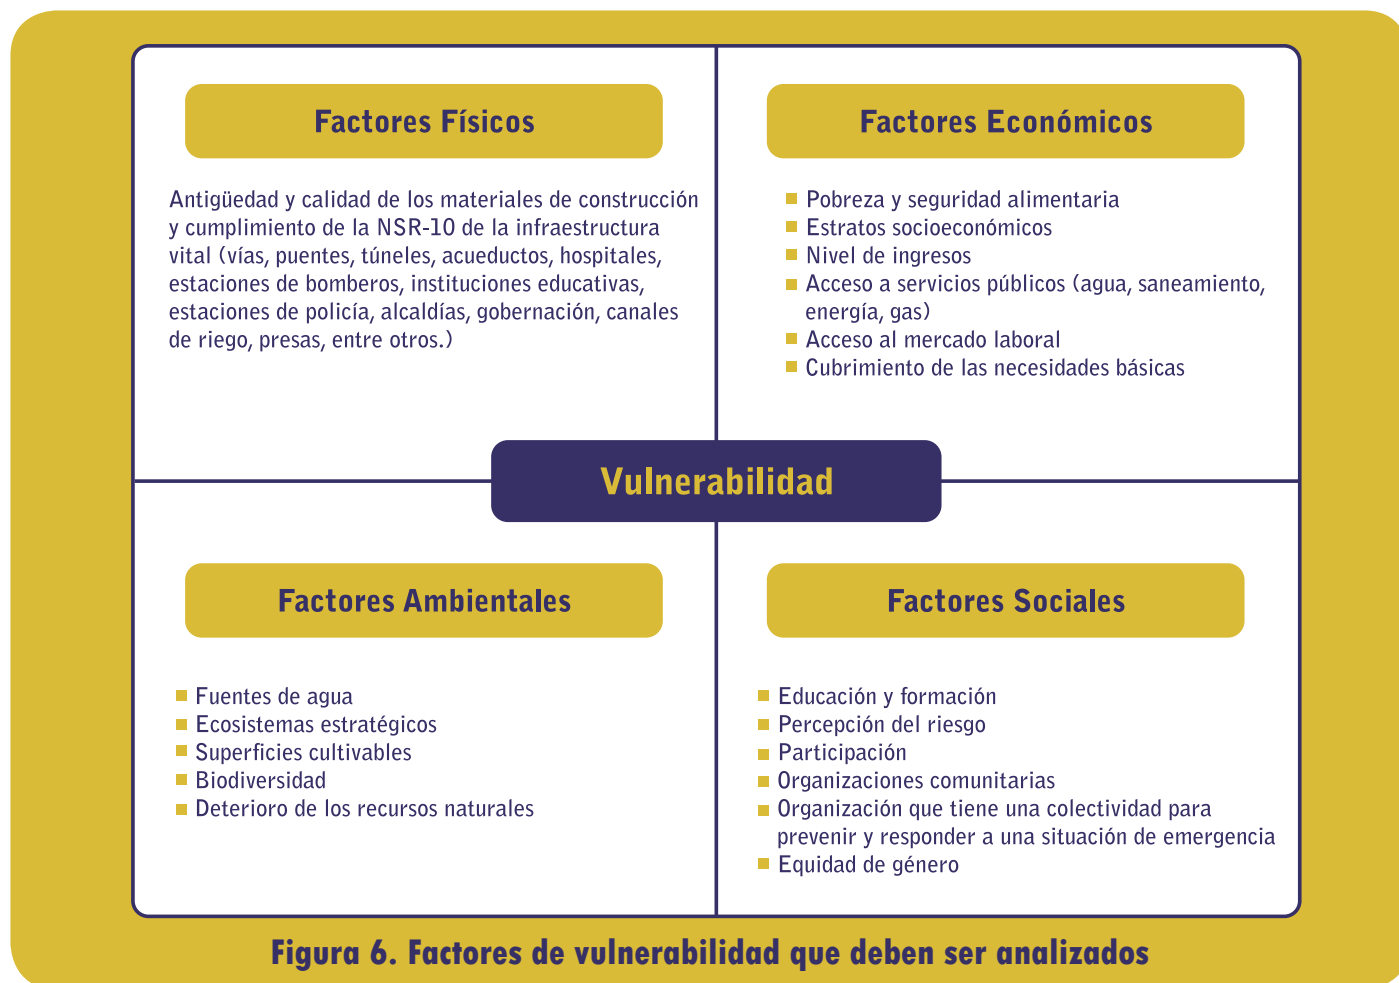 Factores Físicos
Antigüedad y calidad de los materiales de construcción
y cumplimiento de la NSR-10 de la infraestructura
vital (vías, puentes, túneles, acueductos, hospitales,
estaciones de bomberos, instituciones educativas,
estaciones de policía, alcaldías, gobernación, canales
de riego, presas, entre otros.)
Factores Económicos
Pobreza y seguridad alimentaria
Estratos socioeconómicos
Nivel de ingresos
Acceso a servicios públicos (agua, saneamiento,
energía, gas)
Acceso al mercado laboral
Cubrimiento de las necesidades básicas
Vulnerabilidad
Factores Ambientales
Fuentes de agua
Ecosistemas estratégicos
Superficies cultivables
Biodiversidad
Deterioro de los recursos naturales
Factores Sociales
Educación y formación
Percepción del riesgo
Participación
Organizaciones comunitarias
Organización que tiene una colectividad para
prevenir y responder a una situación de emergencia
Equidad de género
Figura 6. Factores de vulnerabilidad que deben ser analizados